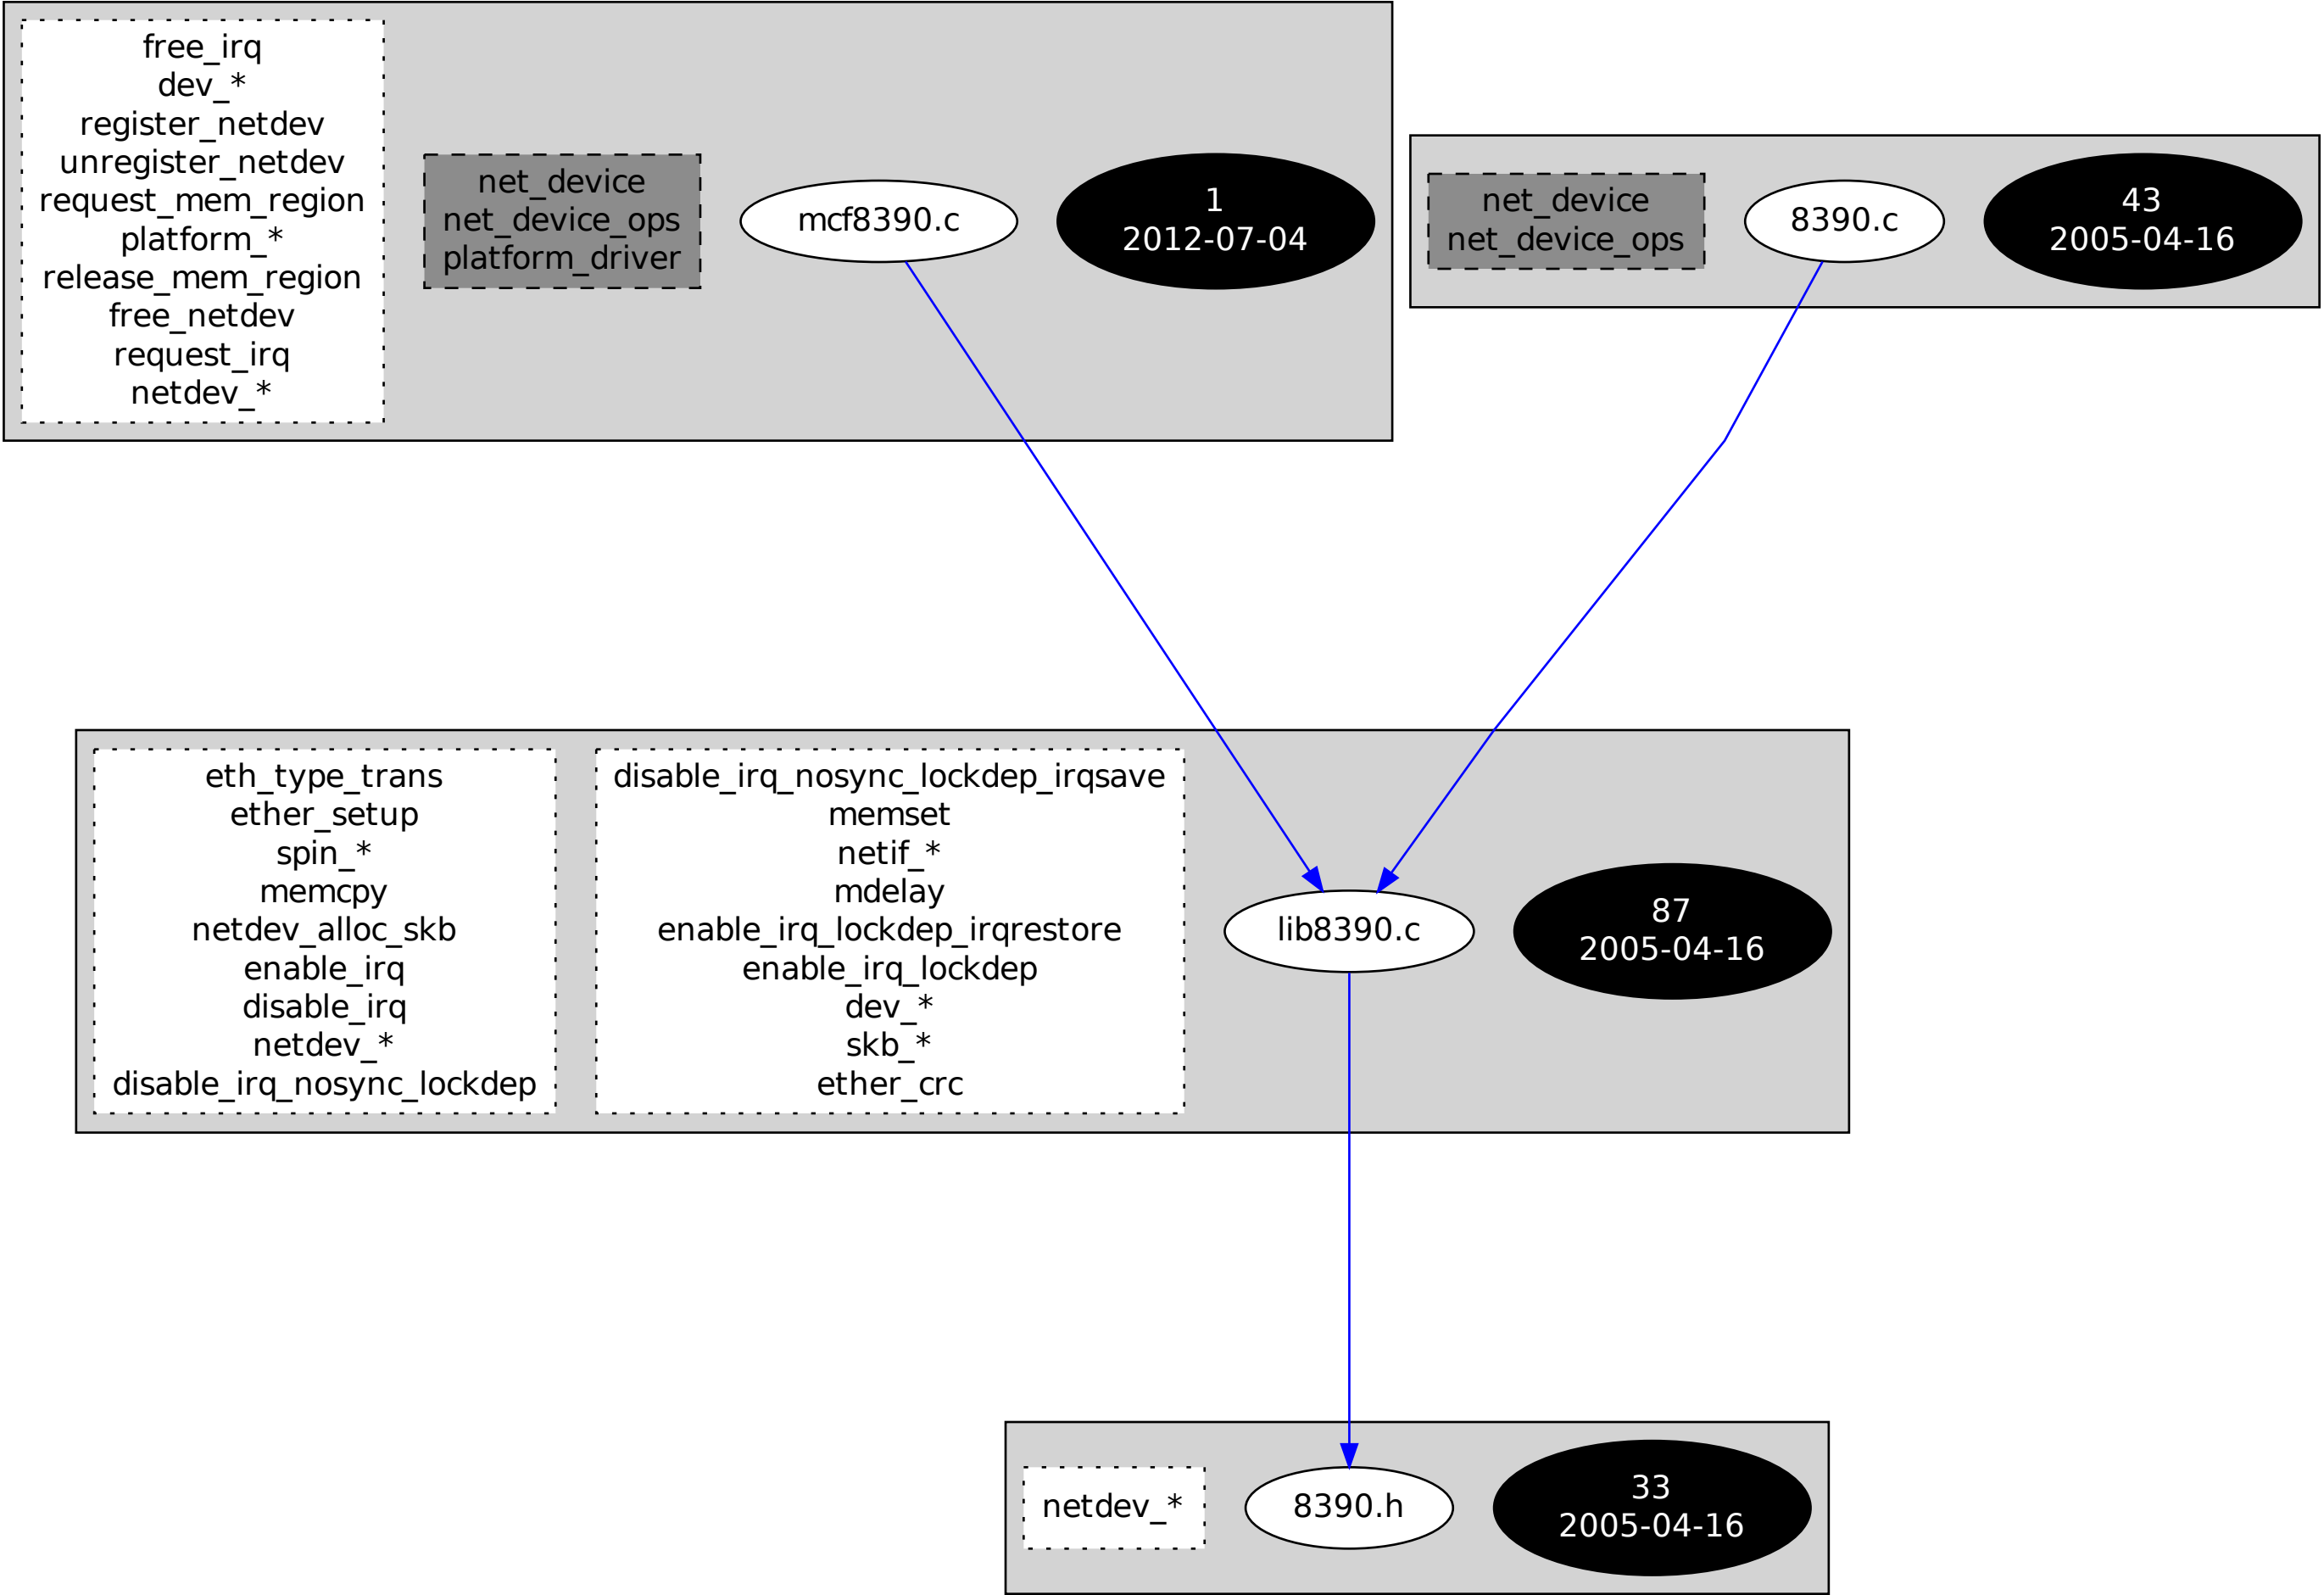 free_irq
dev_*
register_netdev
unregister_netdev
request_mem_region
platform_*
release_mem_region
free_netdev
request_irq
netdev_*
net_device
net_device_ops
platform_driver
mcf8390.c
1
2012-07-04
net_device
net_device_ops
8390.c
43
2005-04-16
eth_type_trans
ether_setup
spin_*
memcpy
netdev_alloc_skb
enable_irq
disable_irq
netdev_*
disable_irq_nosync_lockdep
disable_irq_nosync_lockdep_irqsave
memset
netif_*
mdelay
enable_irq_lockdep_irqrestore
enable_irq_lockdep
dev_*
skb_*
ether_crc
lib8390.c
87
2005-04-16
netdev_*
8390.h
33
2005-04-16